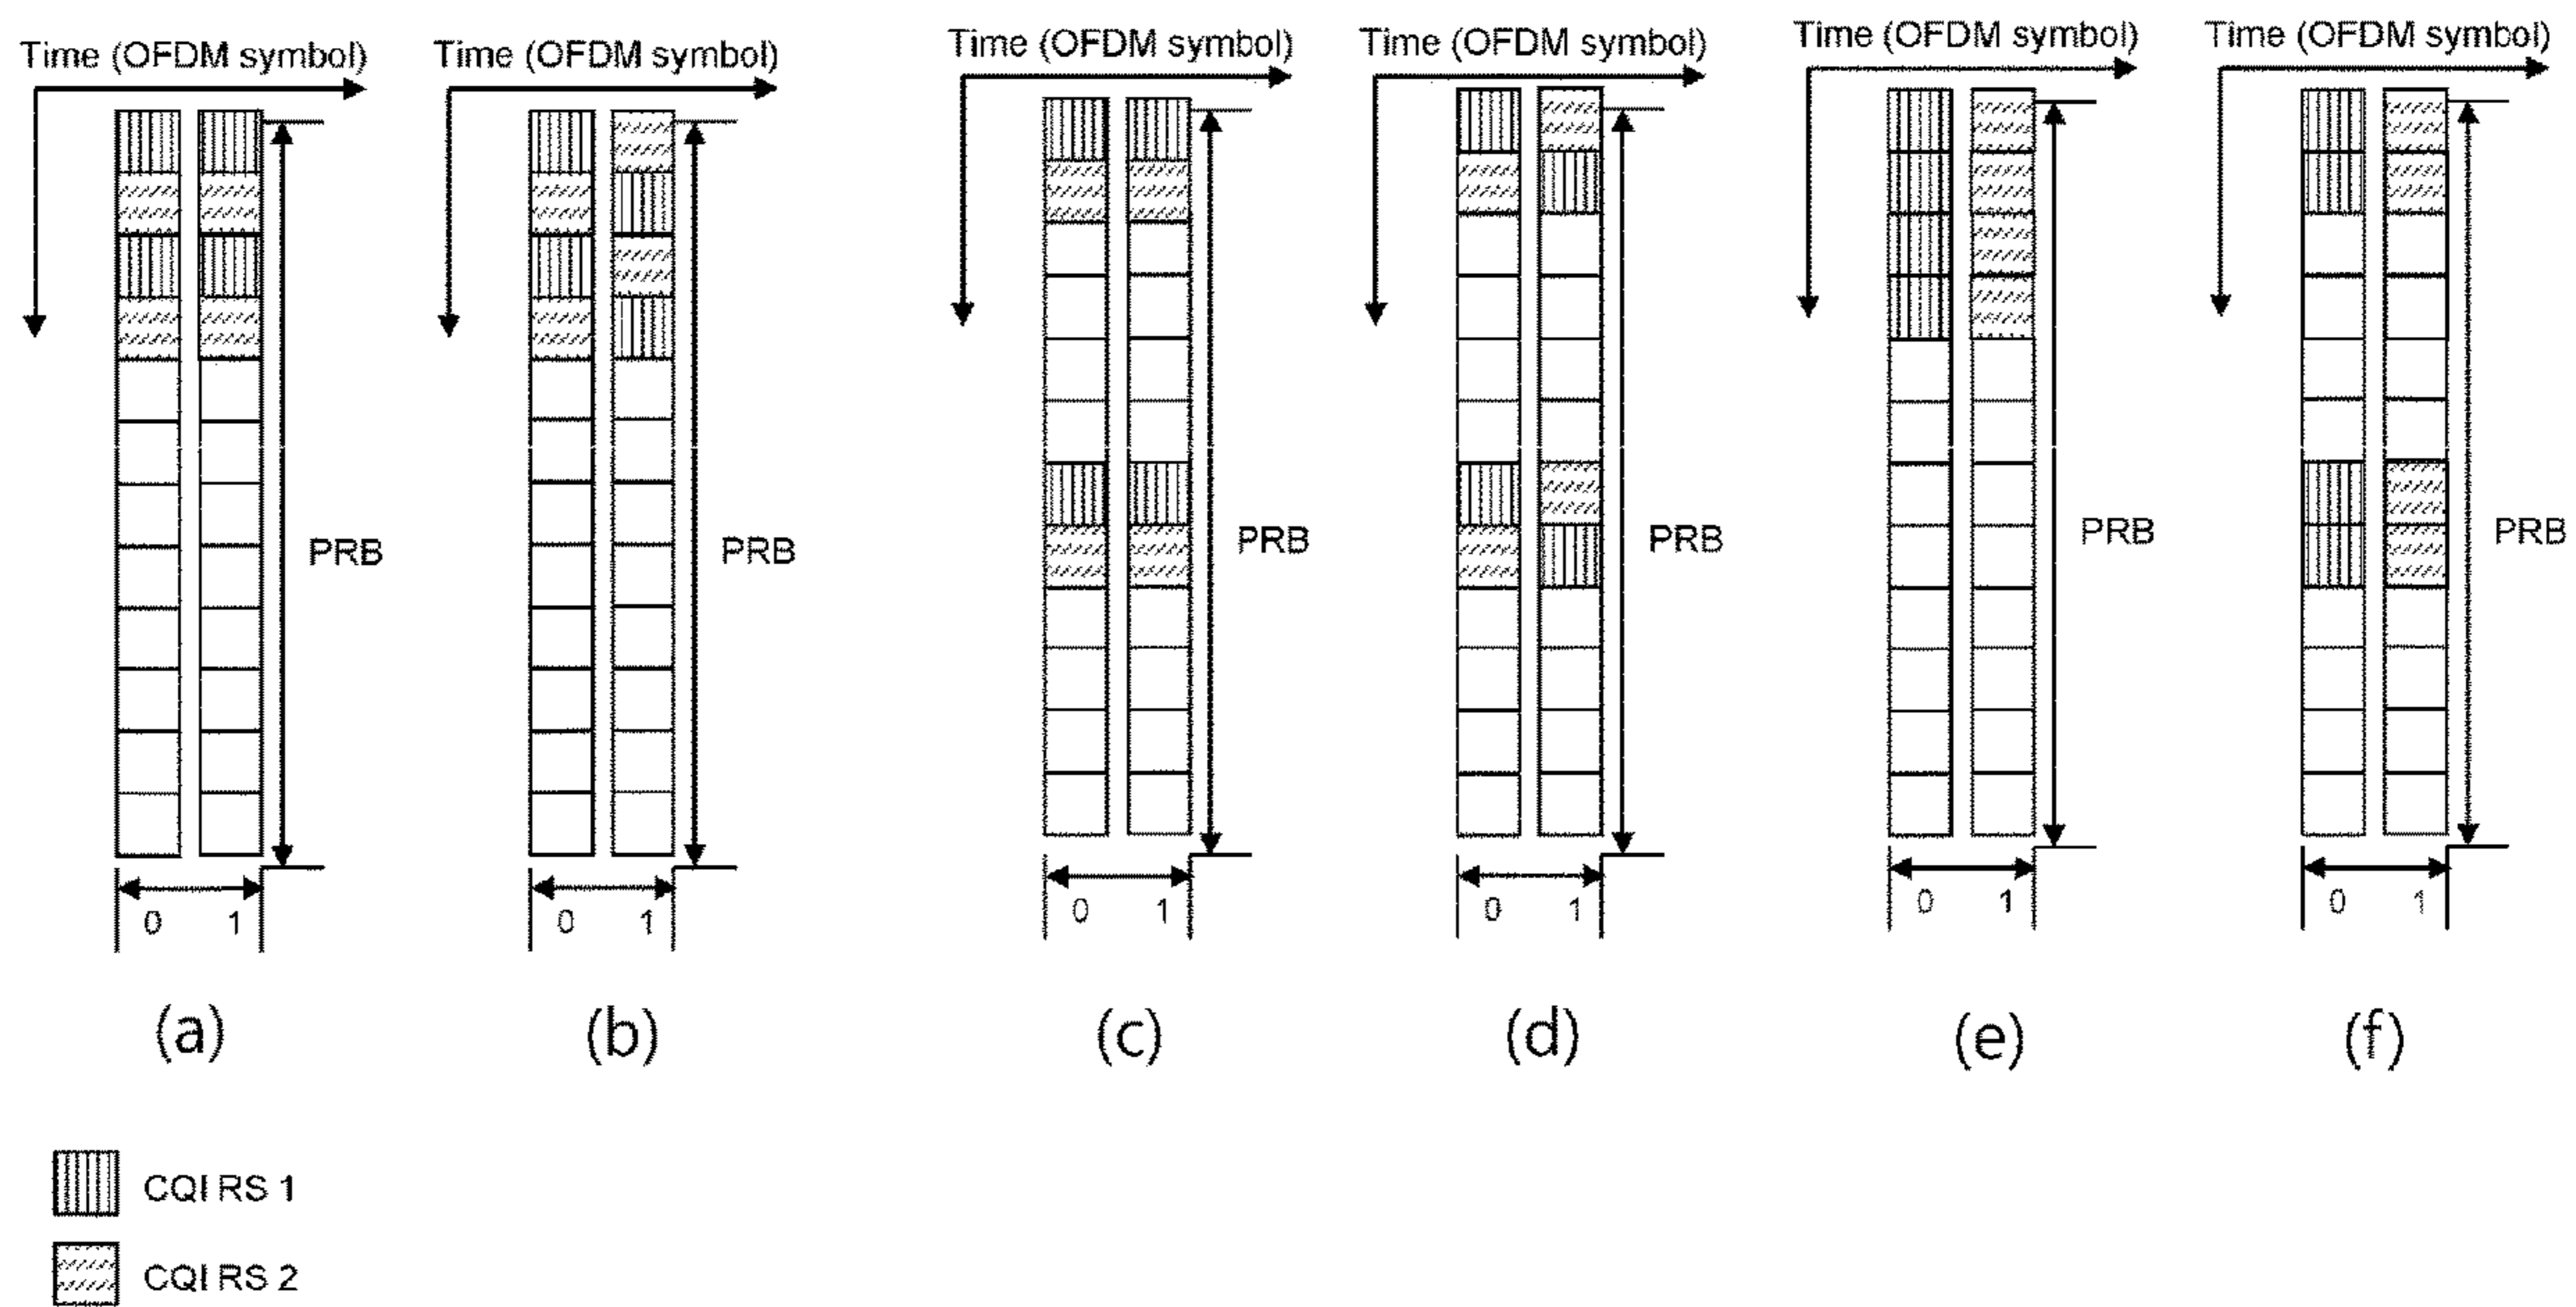 Time (OFDM symbol) Time (OFDM symbol) Time (OFDM symbol) Time (OFDM symbol) Time (OFDM symbol) Time (OFDM symbol)
PRB PRB PRB PRB PRB PRB
0 1 0 1 0 1 0 1 0 1 0 1
(a) (b) (c) (d) (e) (f)
CQI RS 1
CQI RS 2